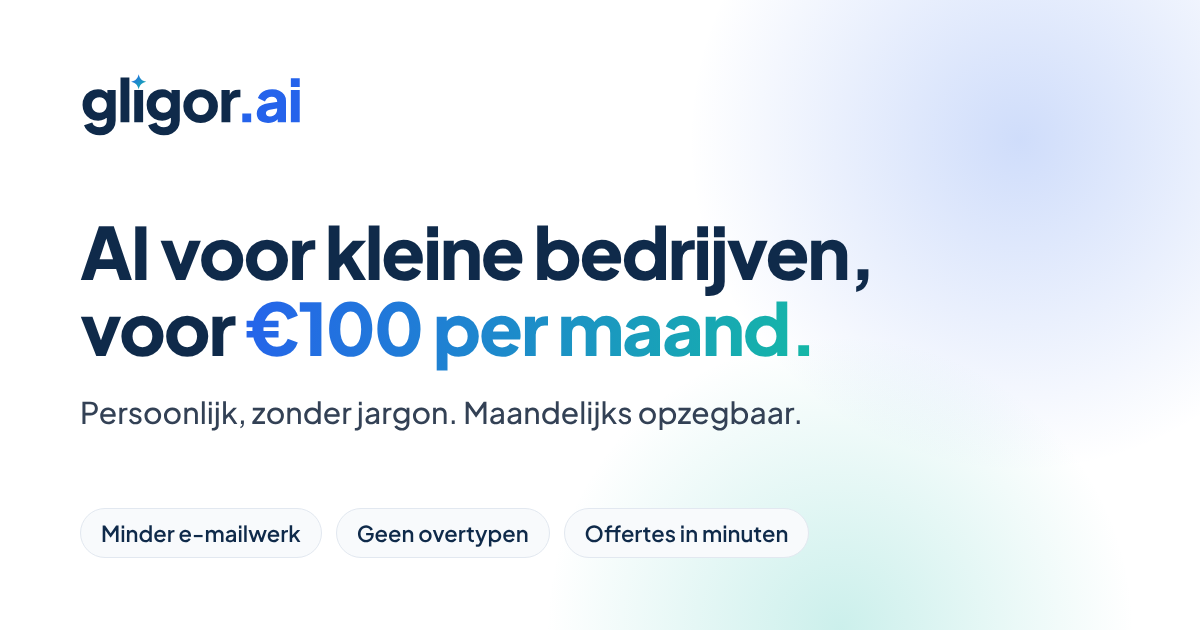 gligor.ai
AI voor kleine bedrijven,
voor €100 per maand.
Persoonlijk, zonder jargon. Maandelijks opzegbaar.
Minder e-mailwerk
Geen overtypen
Offertes in minuten